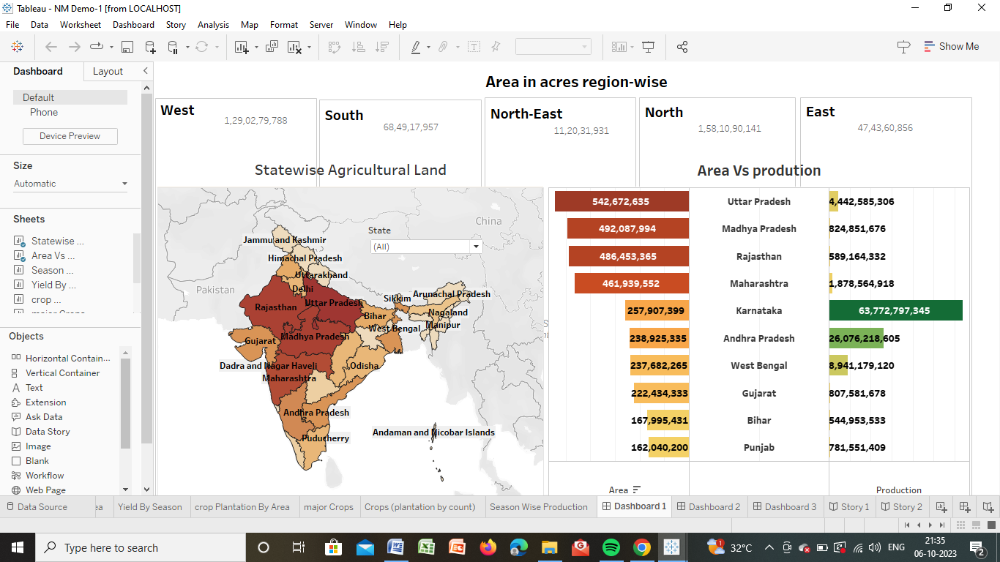 Tableau - NM Demo-1 [from LOCALHOST]
File Data Worksheet Dashboard Story Analysis Map Format Server Window Help
Show Me
Dashboard Layout
Default
Phone
Device Preview
Size
Automatic
Sheets
Statewise ...
Area Vs ...
Season ...
Yield By ...
crop ...
major Crops
Objects
Horizontal Contain...
Vertical Container
Text
Extension
Ask Data
Data Story
Image
Blank
Workflow
Web Page
Area in acres region-wise
West
1,29,02,79,788
South
68,49,17,957
North-East
11,20,31,931
North
1,58,10,90,141
East
47,43,60,856
Statewise Agricultural Land
China
Pakistan
State
(All)
Jammu and Kashmir
Himachal Pradesh
Uttarakhand
Delhi
Arunachal Pradesh
Sikkim
Uttar Pradesh
Rajasthan
Nagaland
Bihar
Manipur
West Bengal
Madhya Pradesh
Gujarat
Dadra and Nagar Haveli
Odisha
Maharashtra
Andhra Pradesh
Andaman and Nicobar Islands
Puducherry
Area Vs prodution
542,672,635 Uttar Pradesh 4,442,585,306
492,087,994 Madhya Pradesh 824,851,676
486,453,365 Rajasthan 589,164,332
461,939,552 Maharashtra 1,878,564,918
257,907,399 Karnataka 63,772,797,345
238,925,335 Andhra Pradesh 26,076,218,605
237,682,265 West Bengal 8,941,179,120
222,434,333 Gujarat 807,581,678
167,995,431 Bihar 544,953,533
162,040,200 Punjab 781,551,409
Area Production
Data Source ea Yield By Season crop Plantation By Area major Crops Crops (plantation by count) Season Wise Production Dashboard 1 Dashboard 2 Dashboard 3 Story 1 Story 2
Type here to search
1
32°C
ENG
21:35
06-10-2023
2